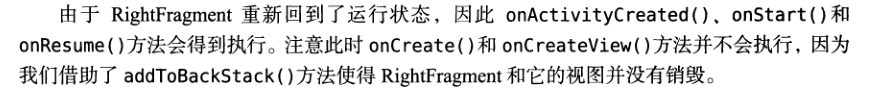 由于 RightFragment 重新回到了运行状态，因此 onActivityCreated()、onStart()和
onResume()方法会得到执行。注意此时 onCreate()和 onCreateView()方法并不会执行，因为
我们借助了 addToBackStack()方法使得 RightFragment 和它的视图并没有销毁。